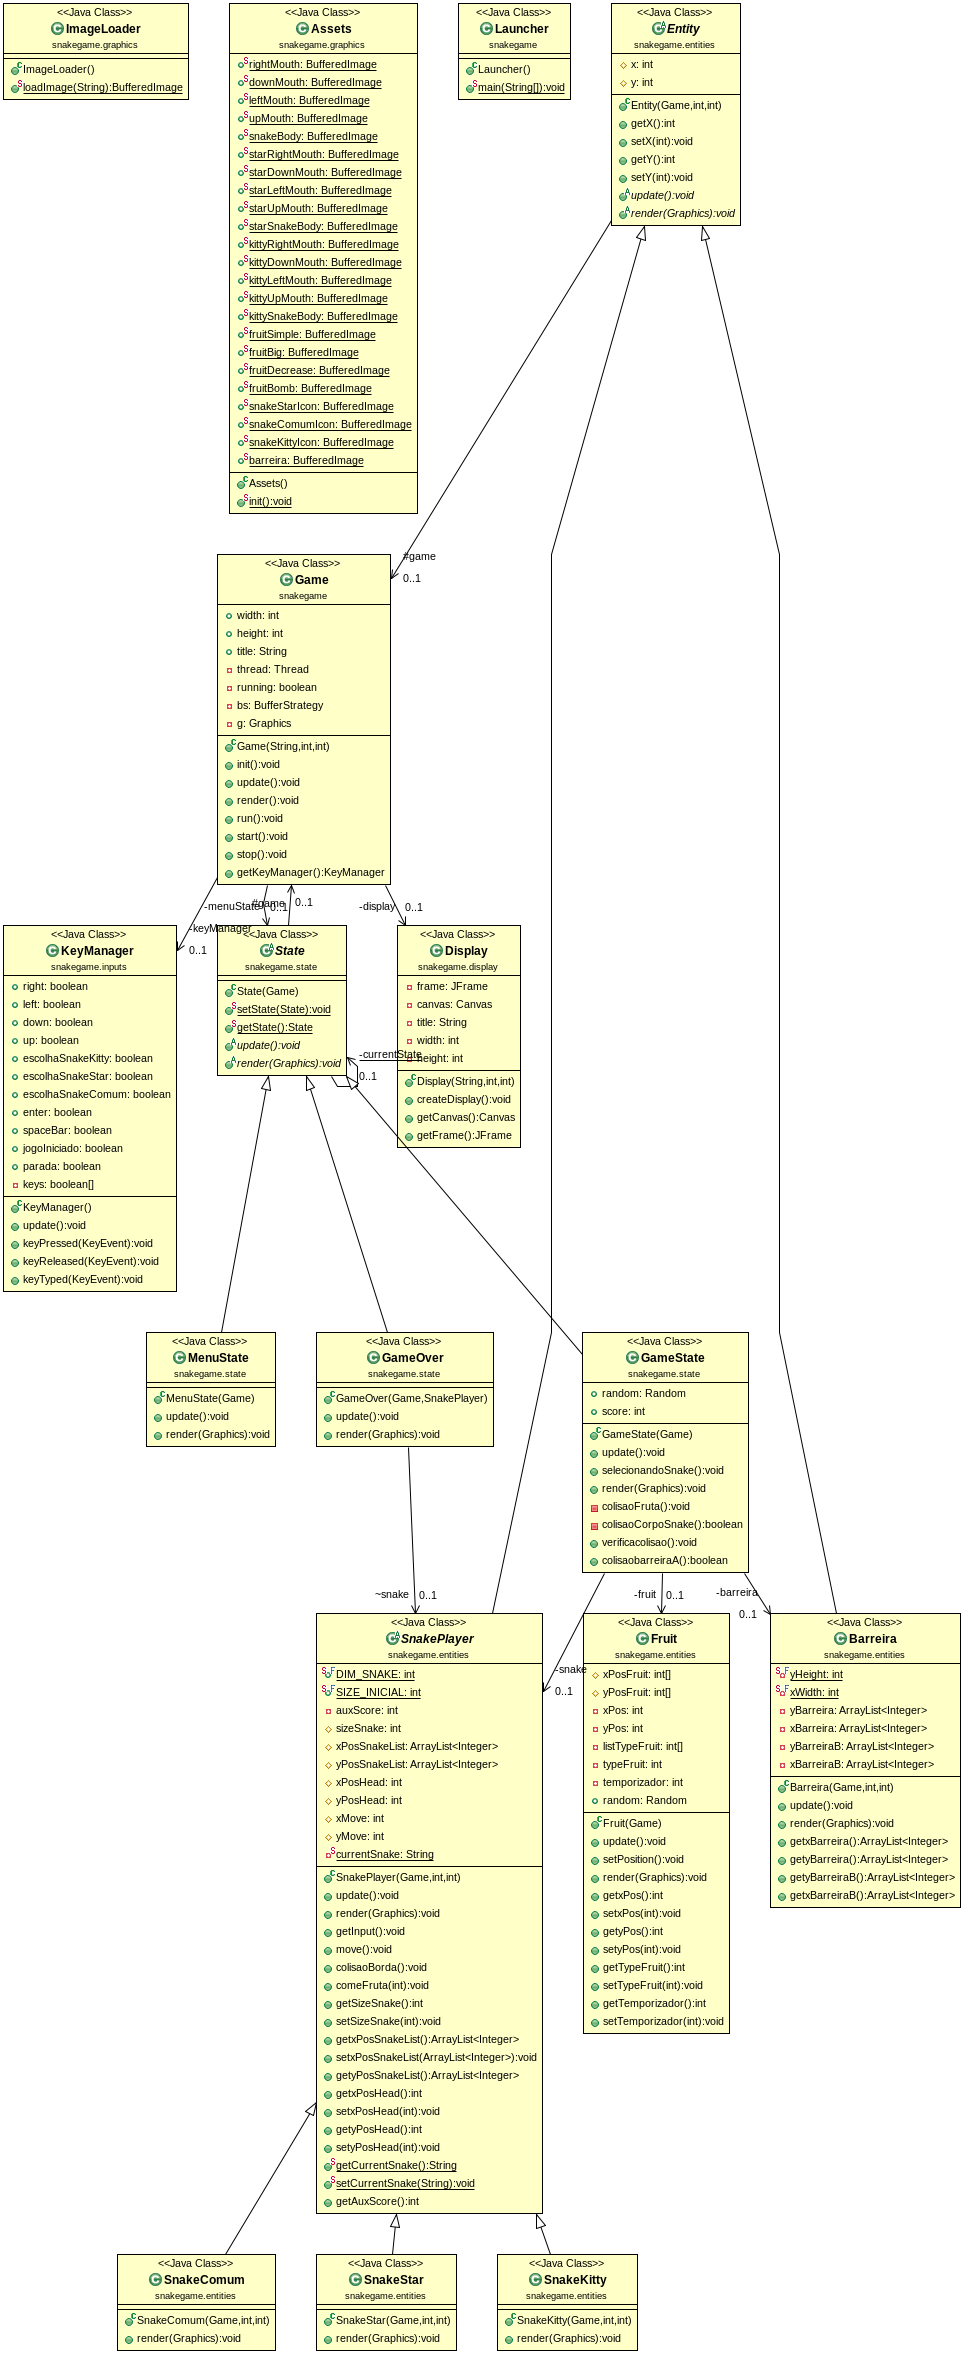 <<Java Class>>
ImageLoader
snakegame.graphics
ImageLoader()
loadImage(String):BufferedImage
<<Java Class>>
Assets
snakegame.graphics
rightMouth: BufferedImage
downMouth: BufferedImage
leftMouth: BufferedImage
upMouth: BufferedImage
snakeBody: BufferedImage
starRightMouth: BufferedImage
starDownMouth: BufferedImage
starLeftMouth: BufferedImage
starUpMouth: BufferedImage
starSnakeBody: BufferedImage
kittyRightMouth: BufferedImage
kittyDownMouth: BufferedImage
kittyLeftMouth: BufferedImage
kittyUpMouth: BufferedImage
kittySnakeBody: BufferedImage
fruitSimple: BufferedImage
fruitBig: BufferedImage
fruitDecrease: BufferedImage
fruitBomb: BufferedImage
snakeStarIcon: BufferedImage
snakeComumIcon: BufferedImage
snakeKittyIcon: BufferedImage
barreira: BufferedImage
Assets()
init():void
<<Java Class>>
Launcher
snakegame
Launcher()
main(String[]):void
<<Java Class>>
Entity
snakegame.entities
x: int
y: int
Entity(Game,int,int)
getX():int
setX(int):void
getY():int
setY(int):void
update():void
render(Graphics):void
#game
0..1
<<Java Class>>
Game
snakegame
width: int
height: int
title: String
thread: Thread
running: boolean
bs: BufferStrategy
g: Graphics
Game(String,int,int)
init():void
update():void
render():void
run():void
start():void
stop():void
getKeyManager():KeyManager
-menuState
0..1
#game
0..1
-display
0..1
-keyManager
0..1
<<Java Class>>
KeyManager
snakegame.inputs
right: boolean
left: boolean
down: boolean
up: boolean
escolhaSnakeKitty: boolean
escolhaSnakeStar: boolean
escolhaSnakeComum: boolean
enter: boolean
spaceBar: boolean
jogoIniciado: boolean
parada: boolean
keys: boolean[]
KeyManager()
update():void
keyPressed(KeyEvent):void
keyReleased(KeyEvent):void
keyTyped(KeyEvent):void
<<Java Class>>
State
snakegame.state
State(Game)
setState(State):void
getState():State
update():void
render(Graphics):void
-currentState
0..1
<<Java Class>>
Display
snakegame.display
frame: JFrame
canvas: Canvas
title: String
width: int
height: int
Display(String,int,int)
createDisplay():void
getCanvas():Canvas
getFrame():JFrame
<<Java Class>>
MenuState
snakegame.state
MenuState(Game)
update():void
render(Graphics):void
<<Java Class>>
GameOver
snakegame.state
GameOver(Game,SnakePlayer)
update():void
render(Graphics):void
<<Java Class>>
GameState
snakegame.state
random: Random
score: int
GameState(Game)
update():void
selecionandoSnake():void
render(Graphics):void
colisaoFruta():void
colisaoCorpoSnake():boolean
verificacolisao():void
colisaobarreiraA():boolean
~snake
0..1
-fruit
0..1
-barreira
0..1
-snake
0..1
<<Java Class>>
SnakePlayer
snakegame.entities
DIM_SNAKE: int
SIZE_INICIAL: int
auxScore: int
sizeSnake: int
xPosSnakeList: ArrayList<Integer>
yPosSnakeList: ArrayList<Integer>
xPosHead: int
yPosHead: int
xMove: int
yMove: int
currentSnake: String
SnakePlayer(Game,int,int)
update():void
render(Graphics):void
getInput():void
move():void
colisaoBorda():void
comeFruta(int):void
getSizeSnake():int
setSizeSnake(int):void
getxPosSnakeList():ArrayList<Integer>
setxPosSnakeList(ArrayList<Integer>):void
getyPosSnakeList():ArrayList<Integer>
getxPosHead():int
setxPosHead(int):void
getyPosHead():int
setyPosHead(int):void
getCurrentSnake():String
setCurrentSnake(String):void
getAuxScore():int
<<Java Class>>
Fruit
snakegame.entities
xPosFruit: int[]
yPosFruit: int[]
xPos: int
yPos: int
listTypeFruit: int[]
typeFruit: int
temporizador: int
random: Random
Fruit(Game)
update():void
setPosition():void
render(Graphics):void
getxPos():int
setxPos(int):void
getyPos():int
setyPos(int):void
getTypeFruit():int
setTypeFruit(int):void
getTemporizador():int
setTemporizador(int):void
<<Java Class>>
Barreira
snakegame.entities
yHeight: int
xWidth: int
yBarreira: ArrayList<Integer>
xBarreira: ArrayList<Integer>
yBarreiraB: ArrayList<Integer>
xBarreiraB: ArrayList<Integer>
Barreira(Game,int,int)
update():void
render(Graphics):void
getxBarreira():ArrayList<Integer>
getyBarreira():ArrayList<Integer>
getyBarreiraB():ArrayList<Integer>
getxBarreiraB():ArrayList<Integer>
<<Java Class>>
SnakeComum
snakegame.entities
SnakeComum(Game,int,int)
render(Graphics):void
<<Java Class>>
SnakeStar
snakegame.entities
SnakeStar(Game,int,int)
render(Graphics):void
<<Java Class>>
SnakeKitty
snakegame.entities
SnakeKitty(Game,int,int)
render(Graphics):void